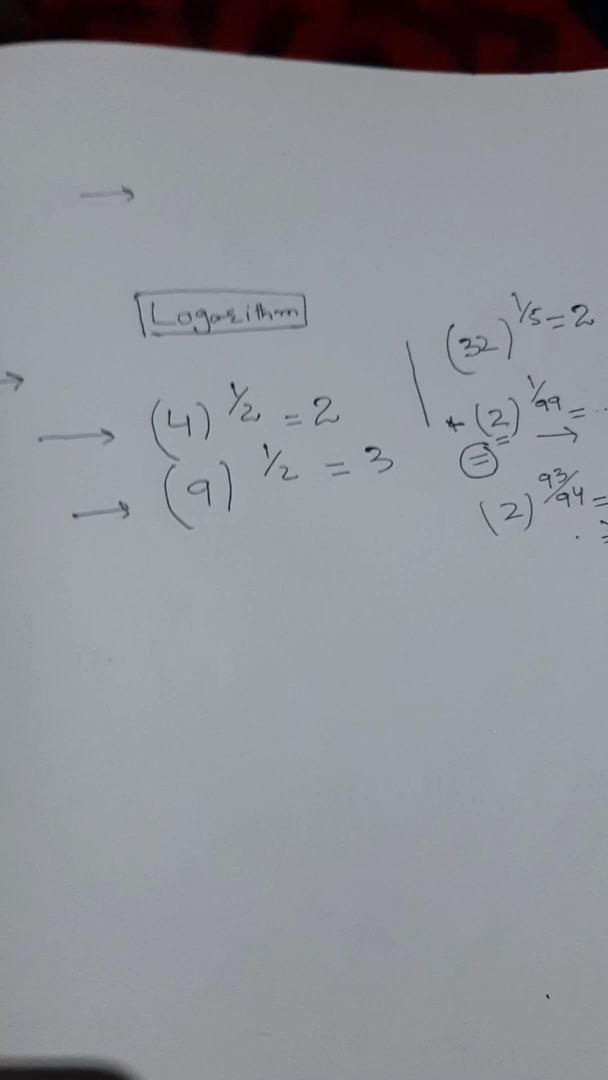 Logarithm
(4)^1/2 = 2
(9)^1/2 = 3
(32)^1/5 = 2
(2)^1/99 =
(2)^93/94 =